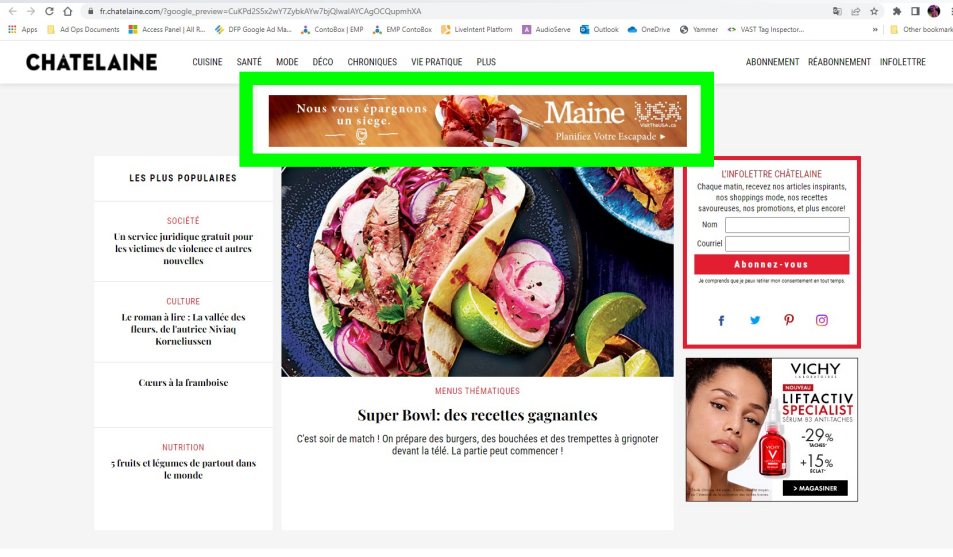 fr.chatelaine.com/?google_preview=CuKPd2S5x2wY7ZybkAYw7bjQlwalAYCAgOCQupmhXA
Apps Ad Ops Documents Access Panel | All R... DFP Google Ad Ma... ContoBox | EMP EMP ContoBox LiveIntent Platform AudioServe Outlook OneDrive Yammer VAST Tag Inspector... » Other bookmark
CHATELAINE CUISINE SANTÉ MODE DÉCO CHRONIQUES VIE PRATIQUE PLUS ABONNEMENT RÉABONNEMENT INFOLETTRE
Nous vous épargnons
un siège.
Maine
USA
VisitTheUSA.ca
Planifiez Votre Escapade
LES PLUS POPULAIRES
SOCIÉTÉ
Un service juridique gratuit pour
les victimes de violence et autres
nouvelles
CULTURE
Le roman à lire : La vallée des
fleurs, de l'autrice Niviaq
Korneliussen
Cœurs à la framboise
NUTRITION
5 fruits et légumes de partout dans
le monde
MENUS THÉMATIQUES
Super Bowl: des recettes gagnantes
C'est soir de match ! On prépare des burgers, des bouchées et des trempettes à grignoter
devant la télé. La partie peut commencer !
L'INFOLETTRE CHÂTELAINE
Chaque matin, recevez nos articles inspirants,
nos shoppings mode, nos recettes
savoureuses, nos promotions, et plus encore!
Nom
Courriel
Abonnez-vous
Je comprends que je peux retirer mon consentement en tout temps.
VICHY
LABORATOIRES
NOUVEAU
LIFTACTIV
SPECIALIST
SÉRUM B3 ANTI-TACHES
-29%
TACHES*
+15%
ÉCLAT*
> MAGASINER